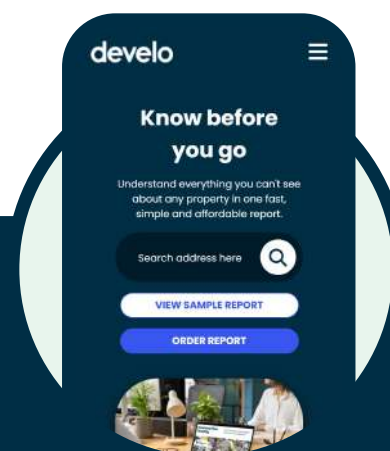 develo
Know before
you go
Understand everything you can't see
about any property in one fast,
simple and affordable report.
Search address here
VIEW SAMPLE REPORT
ORDER REPORT